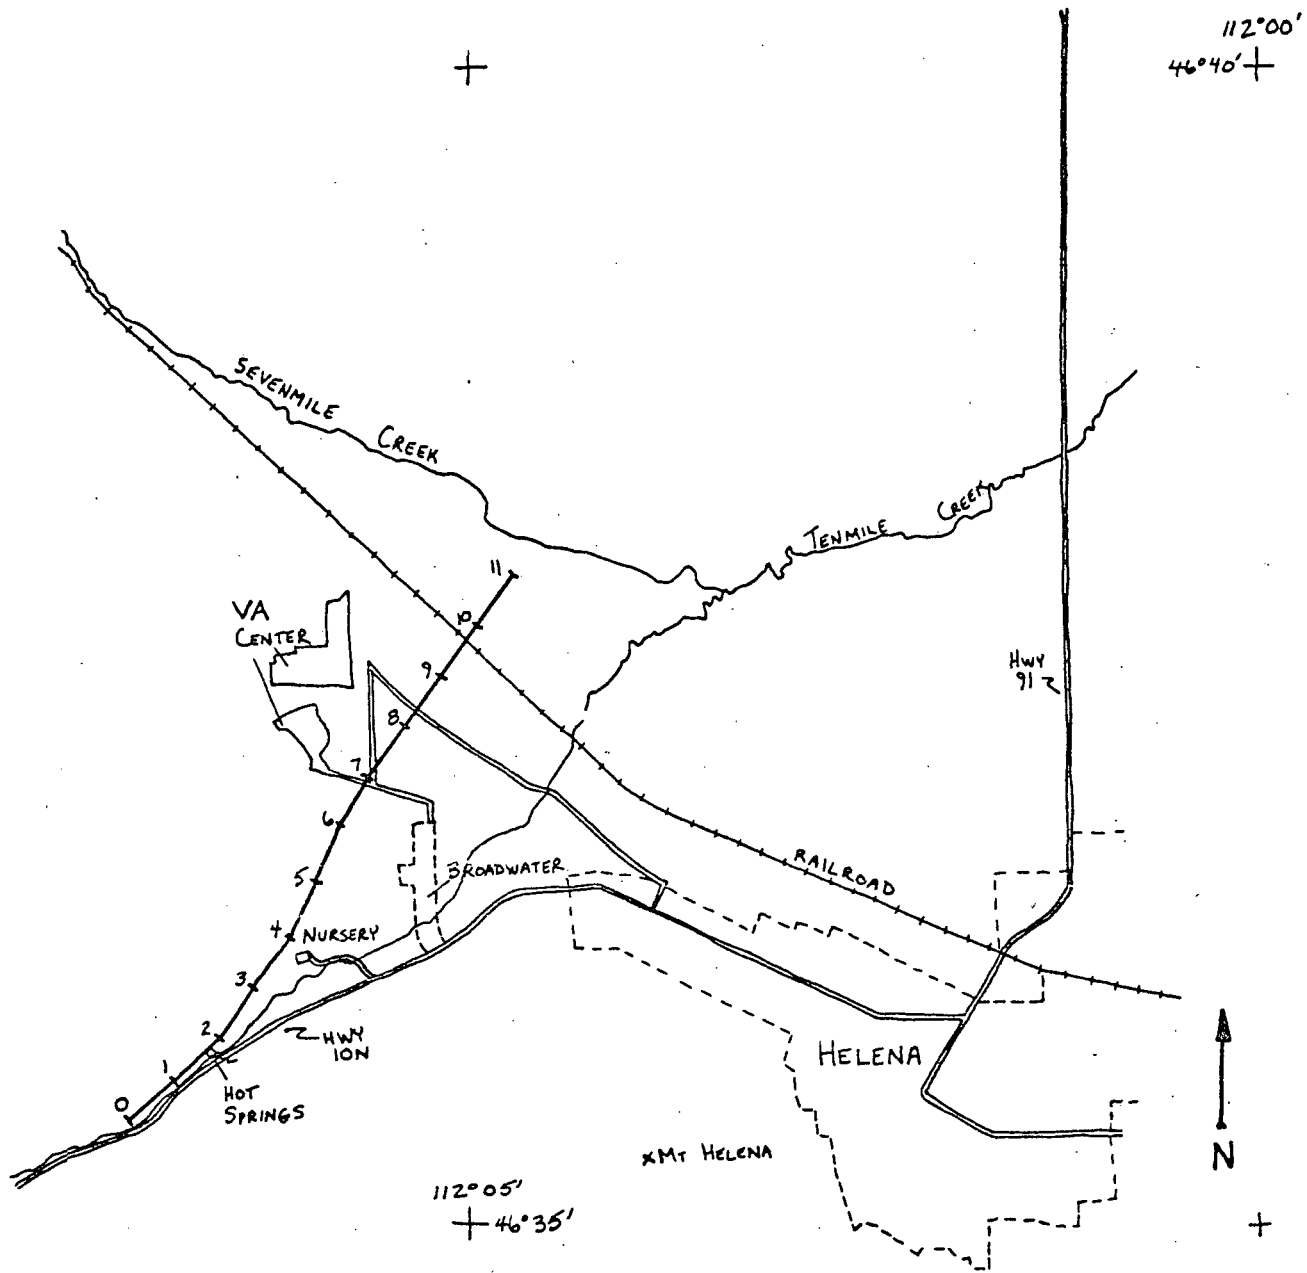 112°00'
46°40'
SEVENMILE
CREEK
CREEK
TENMILE
11
10
VA
CENTER
9
HWY
91
8
7
6
5
BROADWATER
RAILROAD
4
NURSERY
3
2
HWY
10N
HELENA
1
HOT
SPRINGS
0
xMT HELENA
N
112°05'
46°35'